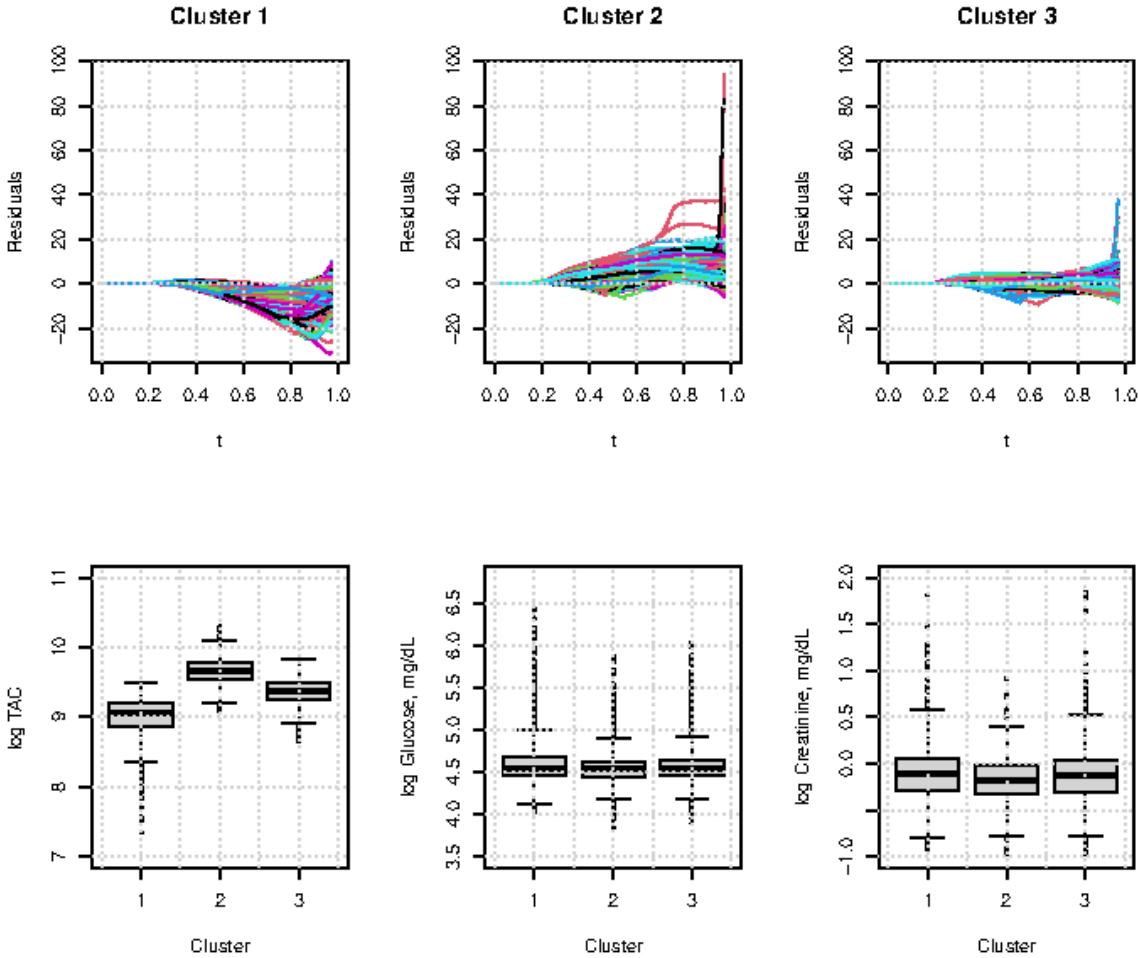 Cluster 1
Cluster 2
Cluster 3
Residuals
100
80
60
40
20
0
−20
0.0 0.2 0.4 0.6 0.8 1.0
t
Residuals
100
80
60
40
20
0
−20
0.0 0.2 0.4 0.6 0.8 1.0
t
Residuals
100
80
60
40
20
0
−20
0.0 0.2 0.4 0.6 0.8 1.0
t
log TAC
11
10
9
8
7
1 2 3
Cluster
log Glucose, mg/dL
6.5
6.0
5.5
5.0
4.5
4.0
3.5
1 2 3
Cluster
log Creatinine, mg/dL
2.0
1.5
1.0
0.5
0.0
−1.0
1 2 3
Cluster